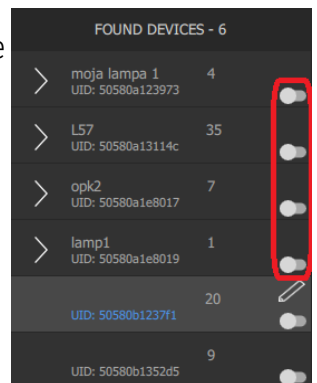 FOUND DEVICES - 6
e
moja lampa 1 4
UID: 50580a123973
L57 35
UID: 50580a13114c
opk2 7
UID: 50580a1e8017
lamp1 1
UID: 50580a1e8019
20
UID: 50580b1237f1
9
UID: 50580b1352d5